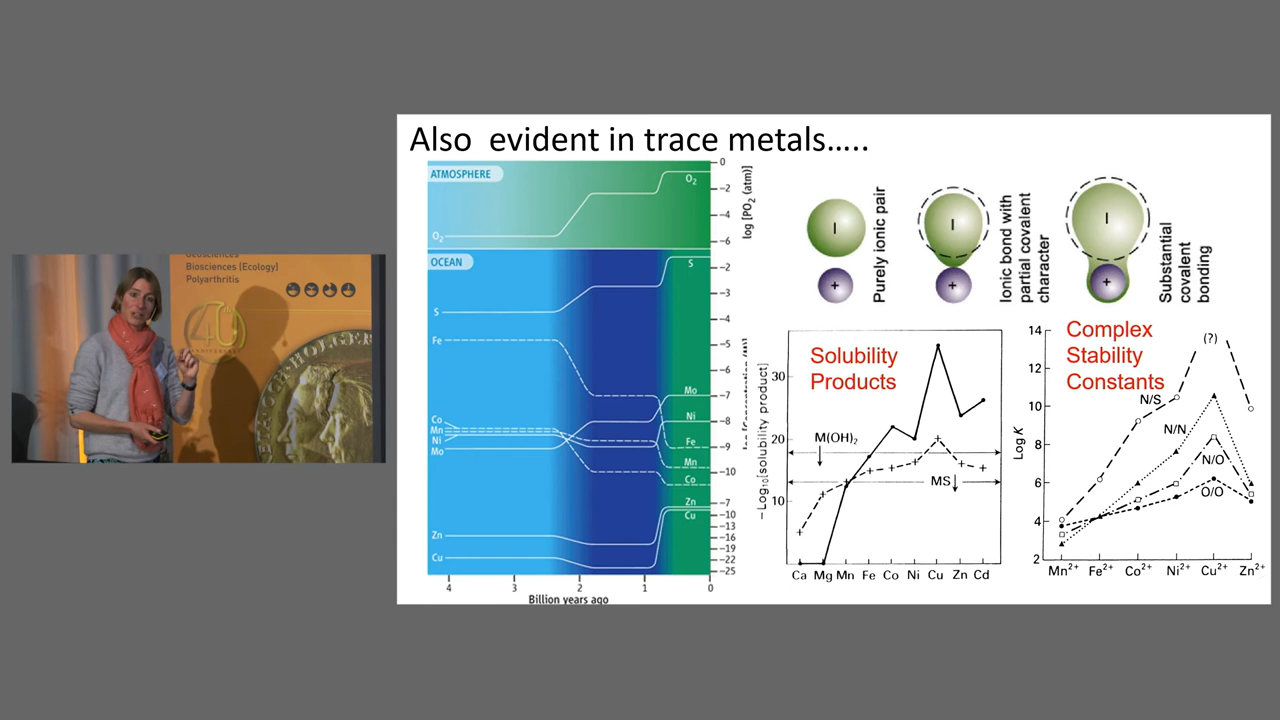 Geosciences
Biosciences (Ecology)
Polyarthritis
Also evident in trace metals…..
ATMOSPHERE
O₂
O₂
0
−2
−4
−6
log [PO₂ (atm)]
OCEAN
S
S
Fe
Co
Mn
Ni
Mo
Mo
Ni
Fe
Mn
Co
Zn
Cu
Zn
Cu
−2
−3
−4
−5
−6
−7
−8
−9
−10
−7
−10
−13
−16
−19
−22
−25
4
3
2
1
0
Billion years ago
Purely ionic pair
Ionic bond with
partial covalent
character
Substantial
covalent
bonding
Solubility
Products
−Log₁₀[solubility product]
30
20
10
M(OH)₂
MS
Ca Mg Mn Fe Co Ni Cu Zn Cd
Complex
Stability
Constants
Log K
14
12
10
8
6
4
2
(?)
N/S
N/N
N/O
O/O
Mn²⁺ Fe²⁺ Co²⁺ Ni²⁺ Cu²⁺ Zn²⁺